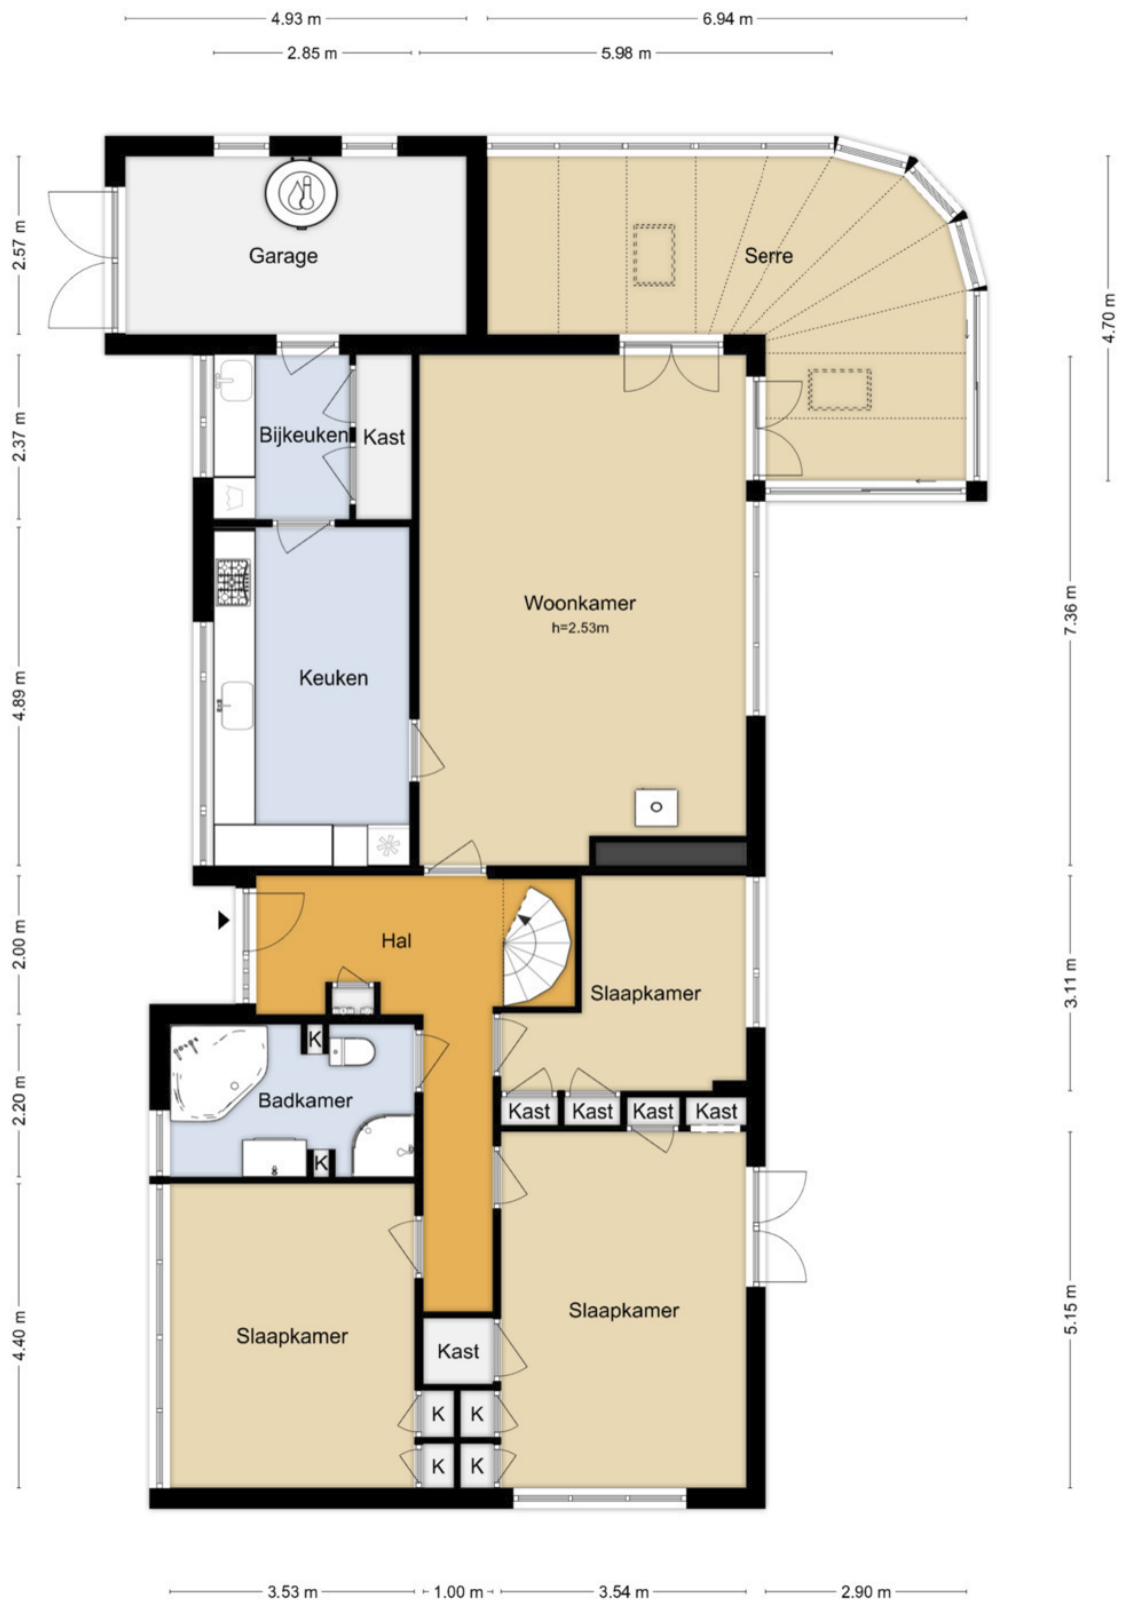 4.93 m
6.94 m
2.85 m
5.98 m
Garage
Serre
2.57 m
4.70 m
Bijkeuken
Kast
2.37 m
Woonkamer
h=2.53m
7.36 m
Keuken
4.89 m
Hal
2.00 m
Slaapkamer
3.11 m
K
Badkamer
2.20 m
Kast
Kast
Kast
Kast
K
Slaapkamer
5.15 m
Slaapkamer
4.40 m
Kast
K
K
K
K
3.53 m
1.00 m
3.54 m
2.90 m